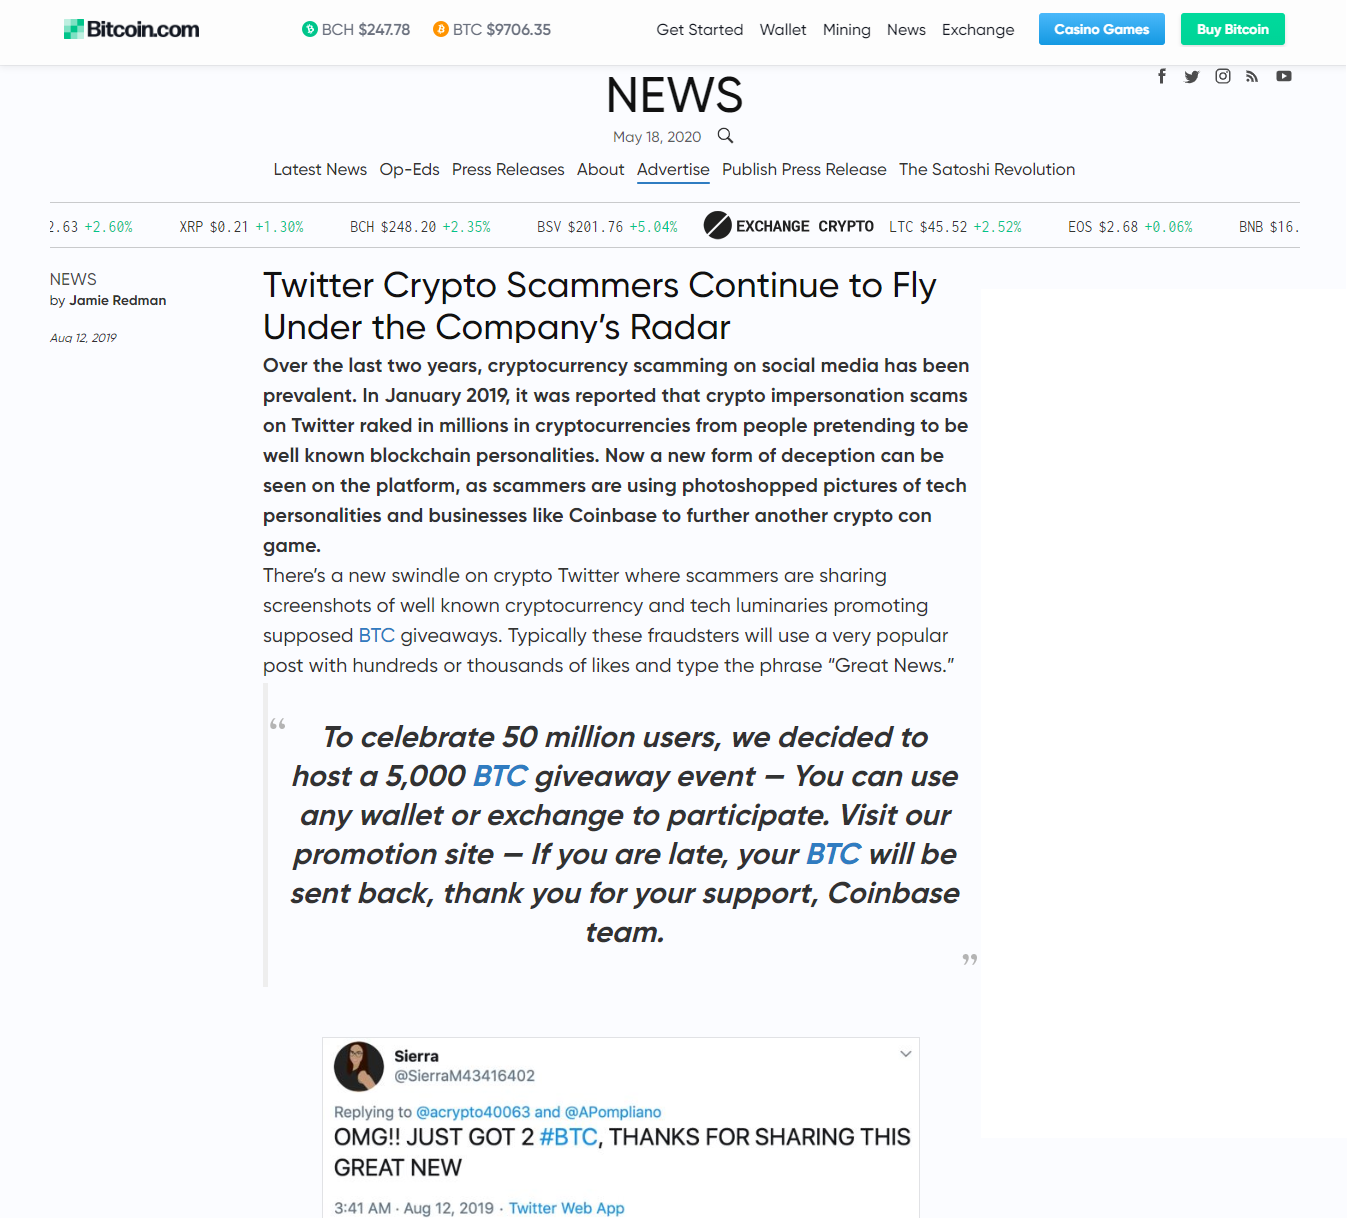 Bitcoin.com
BCH $247.78
BTC $9706.35
Get Started Wallet Mining News Exchange
Casino Games
Buy Bitcoin
NEWS
May 18, 2020
Latest News Op-Eds Press Releases About Advertise Publish Press Release The Satoshi Revolution
2.63 +2.60% XRP $0.21 +1.30% BCH $248.20 +2.35% BSV $201.76 +5.04% EXCHANGE CRYPTO LTC $45.52 +2.52% EOS $2.68 +0.06% BNB $16.
NEWS
by Jamie Redman
Aug 12, 2019
Twitter Crypto Scammers Continue to Fly
Under the Company’s Radar
Over the last two years, cryptocurrency scamming on social media has been
prevalent. In January 2019, it was reported that crypto impersonation scams
on Twitter raked in millions in cryptocurrencies from people pretending to be
well known blockchain personalities. Now a new form of deception can be
seen on the platform, as scammers are using photoshopped pictures of tech
personalities and businesses like Coinbase to further another crypto con
game.
There’s a new swindle on crypto Twitter where scammers are sharing
screenshots of well known cryptocurrency and tech luminaries promoting
supposed BTC giveaways. Typically these fraudsters will use a very popular
post with hundreds or thousands of likes and type the phrase “Great News.”
“
To celebrate 50 million users, we decided to
host a 5,000 BTC giveaway event – You can use
any wallet or exchange to participate. Visit our
promotion site – If you are late, your BTC will be
sent back, thank you for your support, Coinbase
team.
”
Sierra
@SierraM43416402
Replying to @acrypto40063 and @APompliano
OMG!! JUST GOT 2 #BTC, THANKS FOR SHARING THIS
GREAT NEW
3:41 AM · Aug 12, 2019 · Twitter Web App